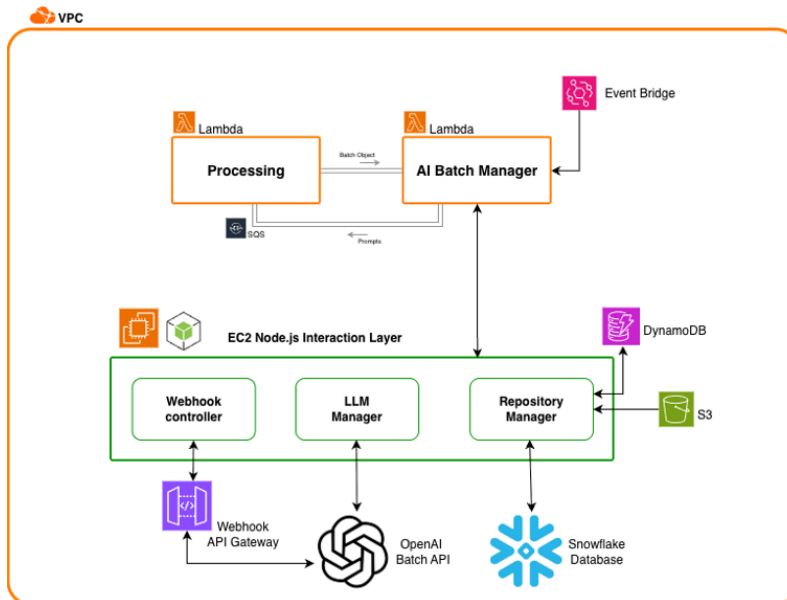 VPC
Event Bridge
Lambda
Lambda
Processing
Batch Object
AI Batch Manager
SQS
Prompts
EC2 Node.js Interaction Layer
DynamoDB
Webhook
controller
LLM
Manager
Repository
Manager
S3
Webhook
API Gateway
OpenAI
Batch API
Snowflake
Database